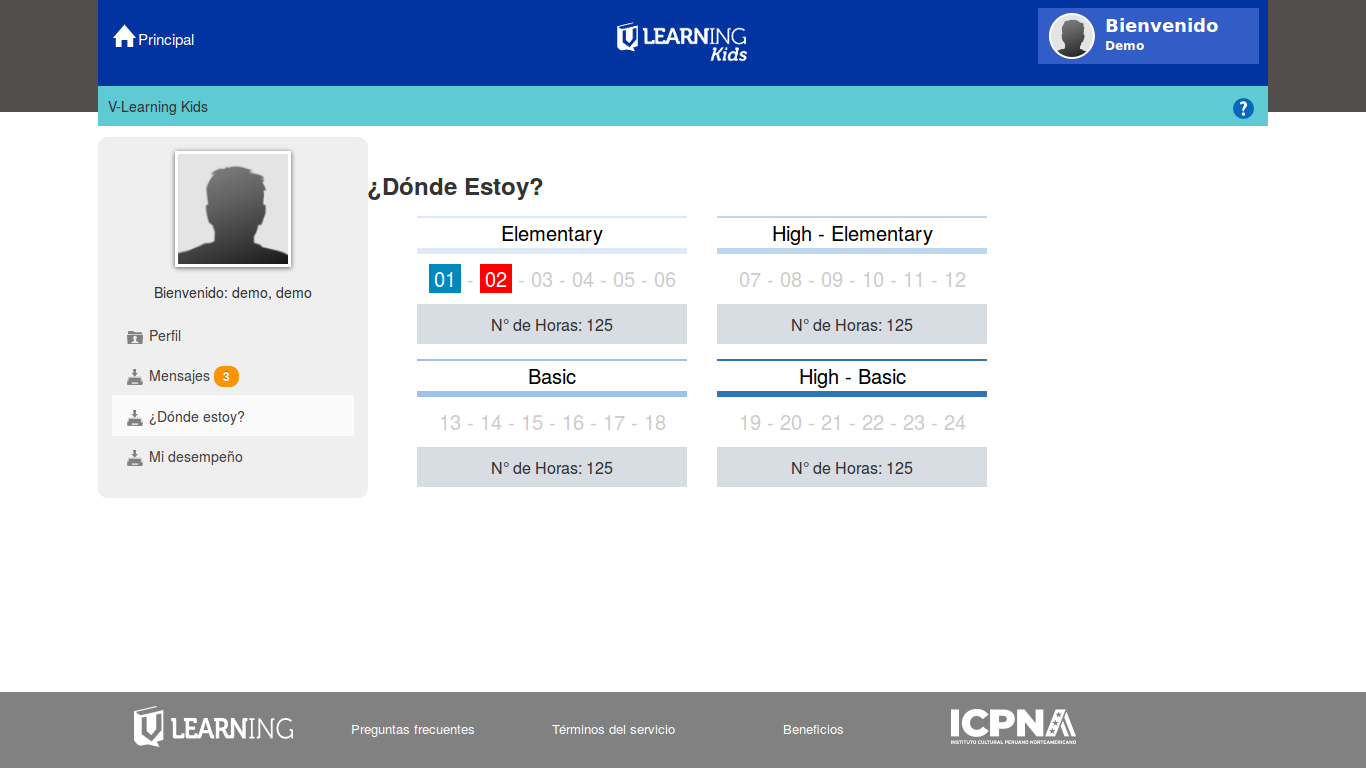 Principal
LEARNING
Kids
Bienvenido
Demo
V-Learning Kids
?
Bienvenido: demo, demo
Perfil
Mensajes 3
¿Dónde estoy?
Mi desempeño
¿Dónde Estoy?
Elementary
01 - 02 - 03 - 04 - 05 - 06
N° de Horas: 125
High - Elementary
07 - 08 - 09 - 10 - 11 - 12
N° de Horas: 125
Basic
13 - 14 - 15 - 16 - 17 - 18
N° de Horas: 125
High - Basic
19 - 20 - 21 - 22 - 23 - 24
N° de Horas: 125
LEARNING
Preguntas frecuentes
Términos del servicio
Beneficios
ICPNA
INSTITUTO CULTURAL PERUANO NORTEAMERICANO